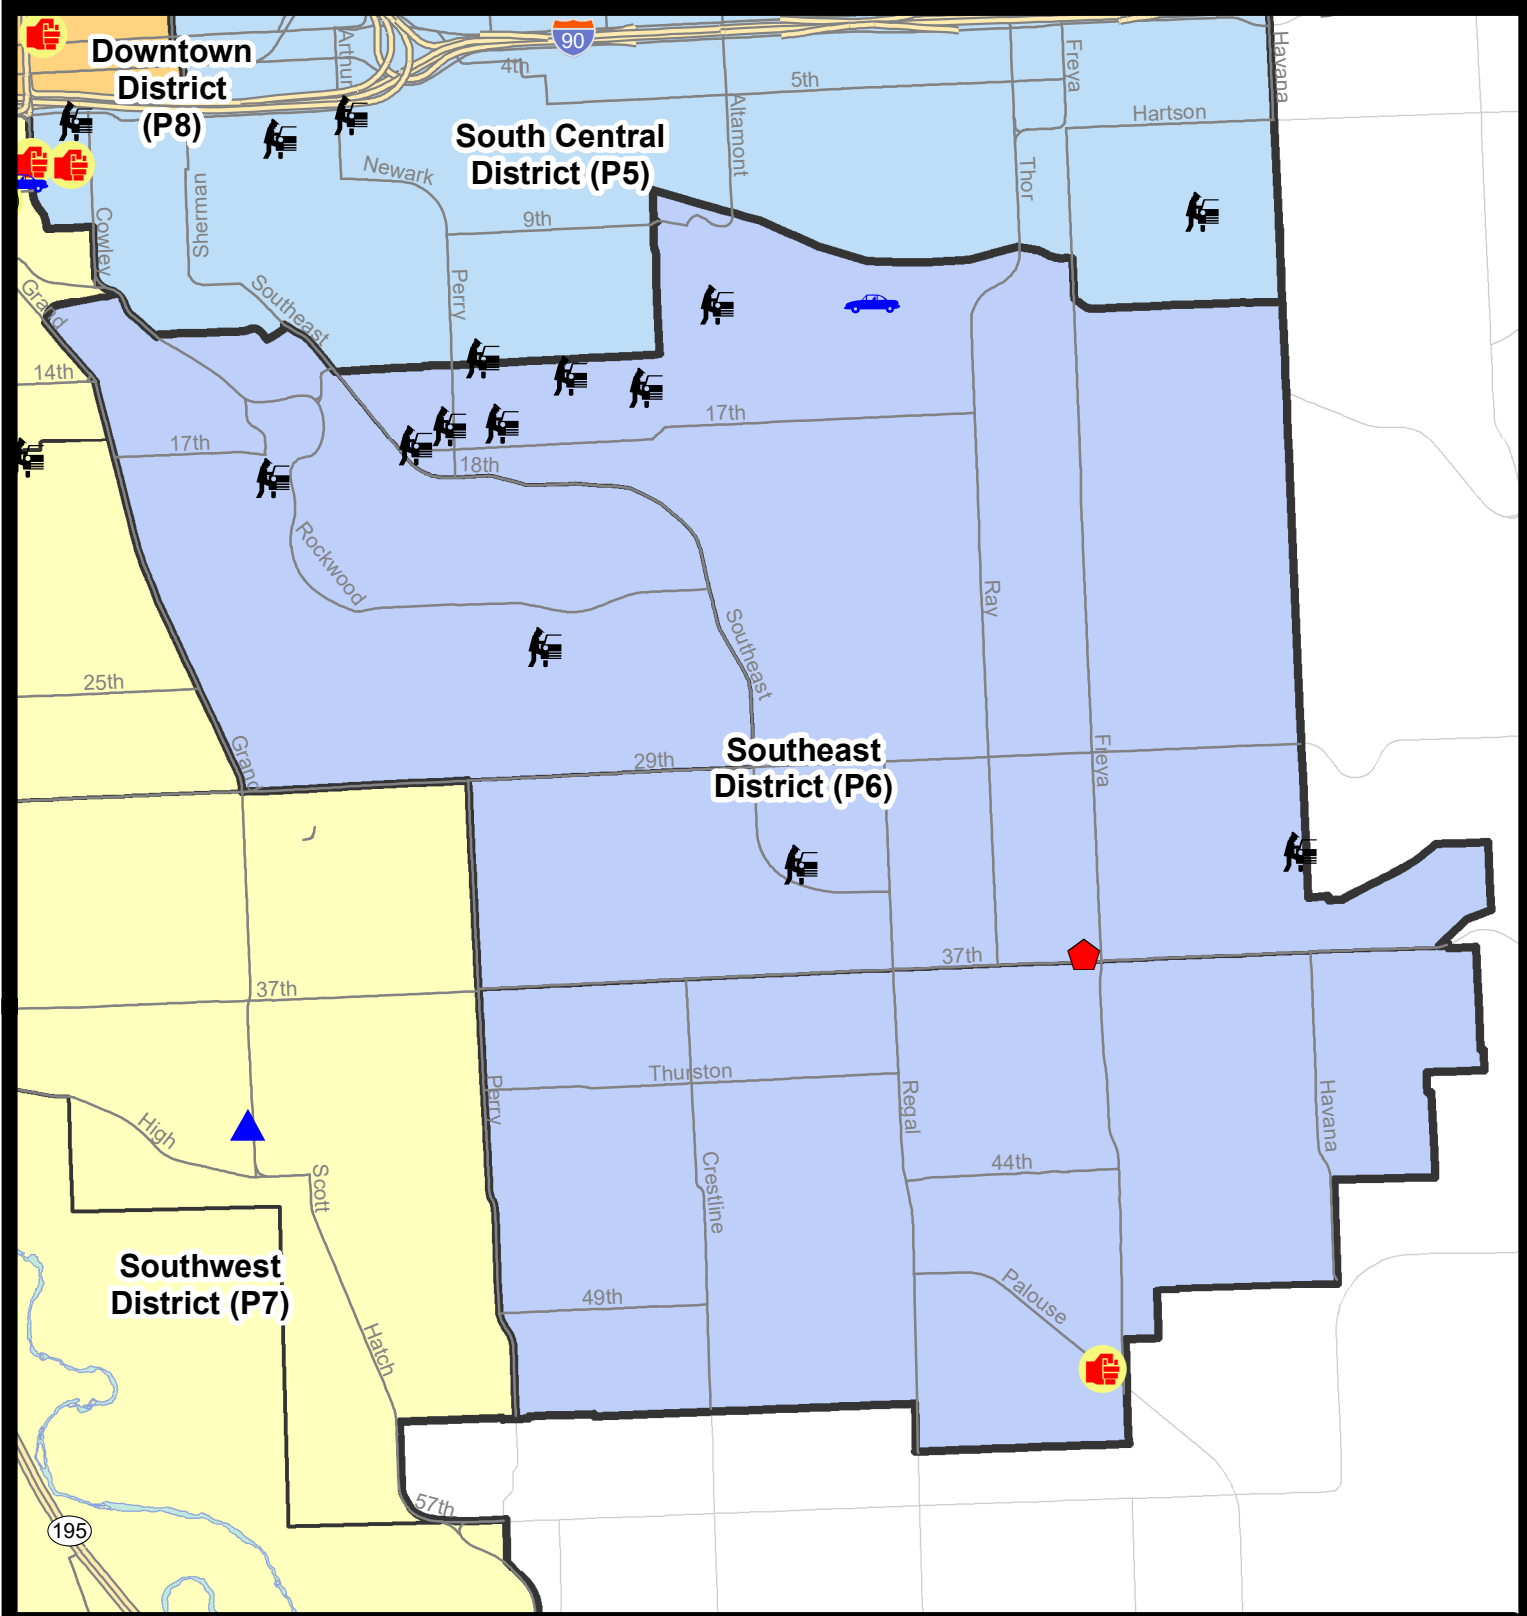 Downtown
District
(P8)
90
Arthur
4th
5th
Freya
Havana
Altamont
Hartson
South Central
District (P5)
Newark
Thor
Sherman
Cowley
9th
Perry
Southeast
Grand
14th
17th
17th
18th
Rockwood
Ray
Southeast
25th
Grand
29th
Southeast
District (P6)
Freya
37th
37th
Thurston
Perry
Regal
Havana
High
Scott
Crestline
44th
Southwest
District (P7)
49th
Palouse
Hatch
57th
195